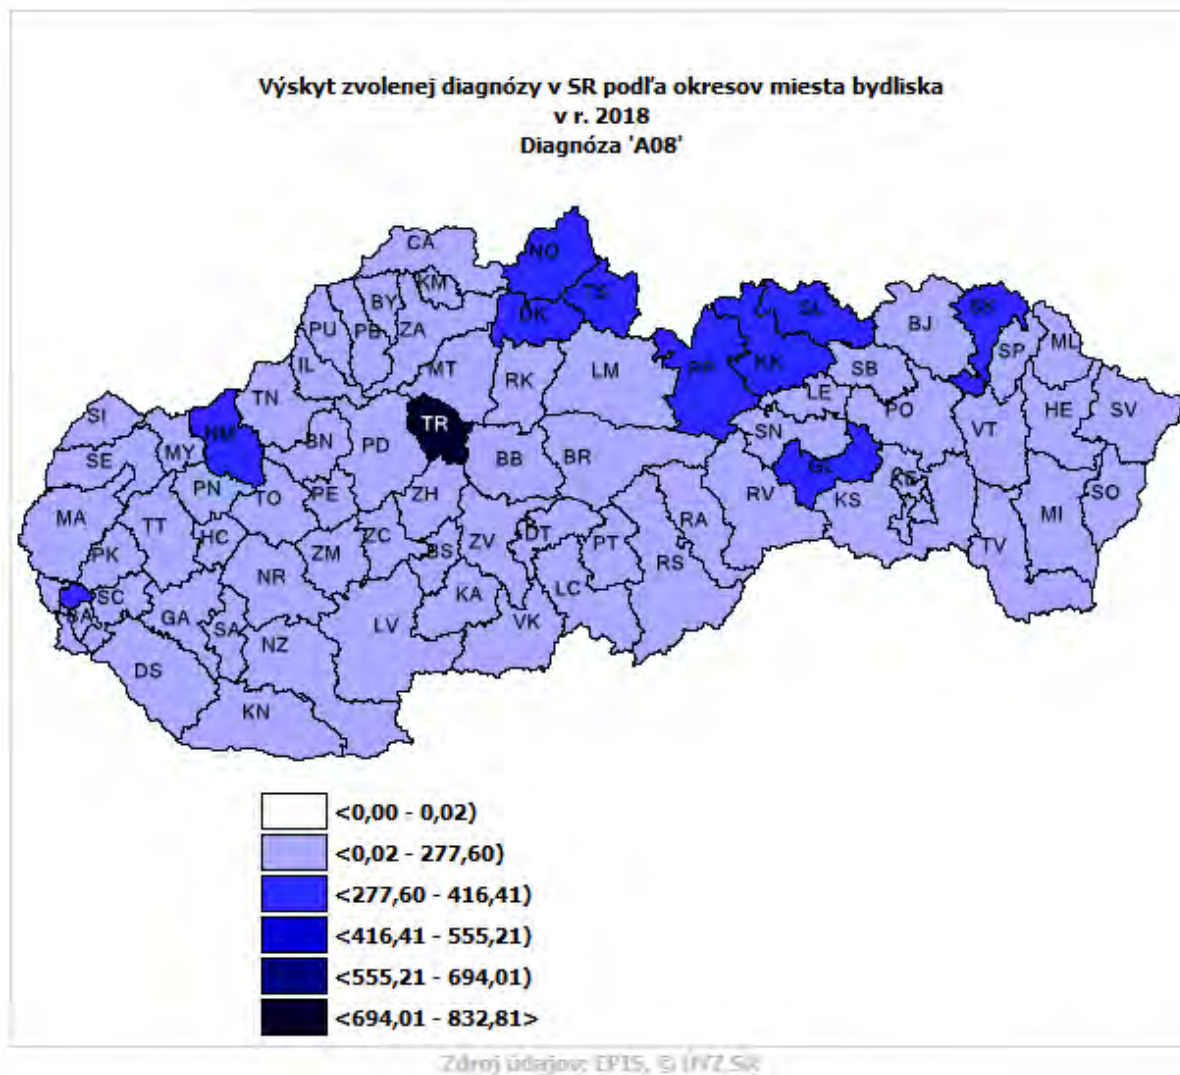 Výskyt zvolenej diagnózy v SR podľa okresov miesta bydliska
v r. 2018
Diagnóza 'A08'
CA
NO
KM
TS
BY
PU
PB
ZA
DK
SL
SK
BJ
ML
SP
IL
MT
RK
LM
PP
KK
SB
TN
LE
SI
TR
PO
HE
SV
NM
MY
BN
PD
BB
BR
SN
VT
SE
GL
PN
TO
PE
ZH
RV
KS
SO
MA
TT
MI
RA
PK
HC
ZM
ZC
BS
ZV
DT
PT
TV
NR
RS
SC
KA
LC
BA
GA
SA
LV
VK
NZ
DS
KN
<0,00 - 0,02)
<0,02 - 277,60)
<277,60 - 416,41)
<416,41 - 555,21)
<555,21 - 694,01)
<694,01 - 832,81>
Zdroj údajov: EPIS, © ÚVZ SR